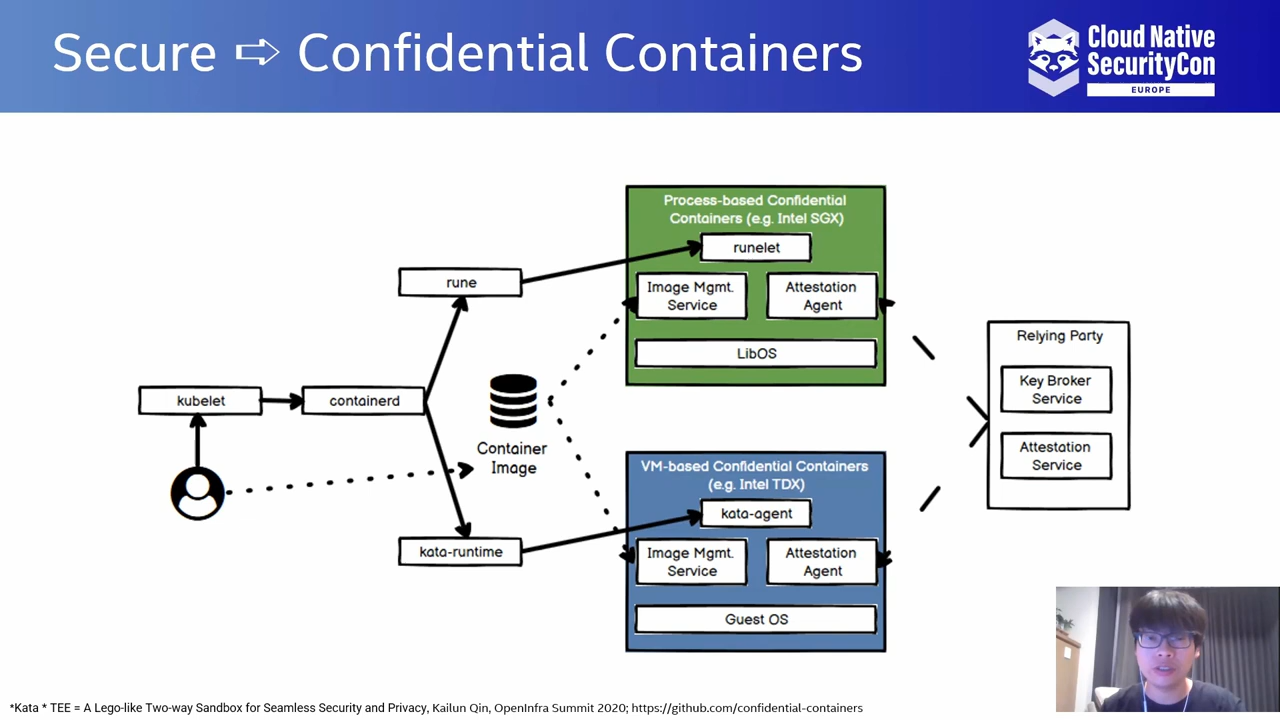 Secure ⇨ Confidential Containers
Cloud Native
SecurityCon
EUROPE
Process-based Confidential
Containers (e.g. Intel SGX)
runelet
rune
Image Mgmt.
Service
Attestation
Agent
LibOS
Relying Party
Key Broker
Service
Attestation
Service
kubelet
containerd
Container
Image
VM-based Confidential Containers
(e.g. Intel TDX)
kata-agent
kata-runtime
Image Mgmt.
Service
Attestation
Agent
Guest OS
*Kata * TEE = A Lego-like Two-way Sandbox for Seamless Security and Privacy, Kailun Qin, OpenInfra Summit 2020; https://github.com/confidential-containers